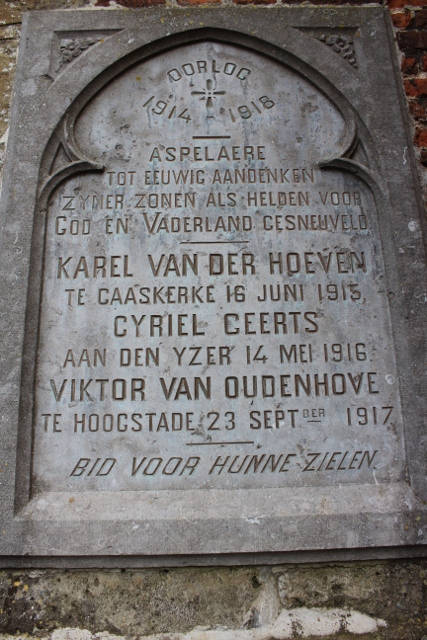 OORLOG
1914 - 1918
ASPELAERE
TOT EEUWIG AANDENKEN
ZYNER ZONEN ALS HELDEN VOOR
GOD EN VADERLAND GESNEUVELD.
KAREL VAN DER HOEVEN
TE CAASKERKE 16 JUNI 1915,
CYRIEL GEERTS
AAN DEN YZER 14 MEI 1916.
VIKTOR VAN OUDENHOVE
TE HOOGSTADE 23 SEPTBER 1917
BID VOOR HUNNE ZIELEN.